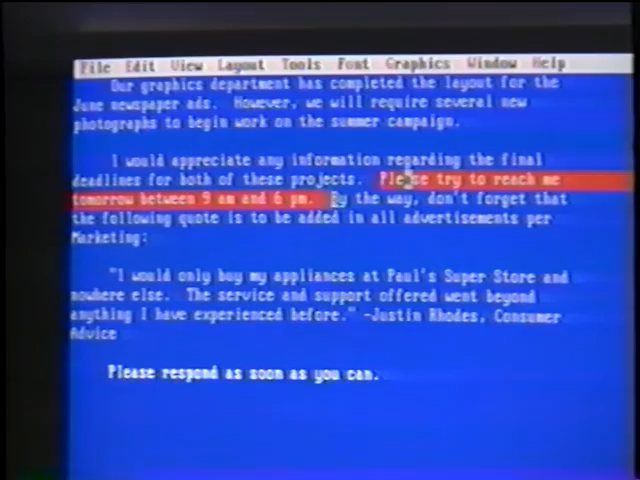 File Edit View Layout Tools Font Graphics Window Help
Our graphics department has completed the layout for the
June newspaper ads. However, we will require several new
photographs to begin work on the summer campaign.
I would appreciate any information regarding the final
deadlines for both of these projects. Please try to reach me
tomorrow between 9 am and 6 pm. By the way, don't forget that
the following quote is to be added in all advertisements per
Marketing:
"I would only buy my appliances at Paul's Super Store and
nowhere else. The service and support offered went beyond
anything I have experienced before." -Justin Rhodes, Consumer
Advice
Please respond as soon as you can.